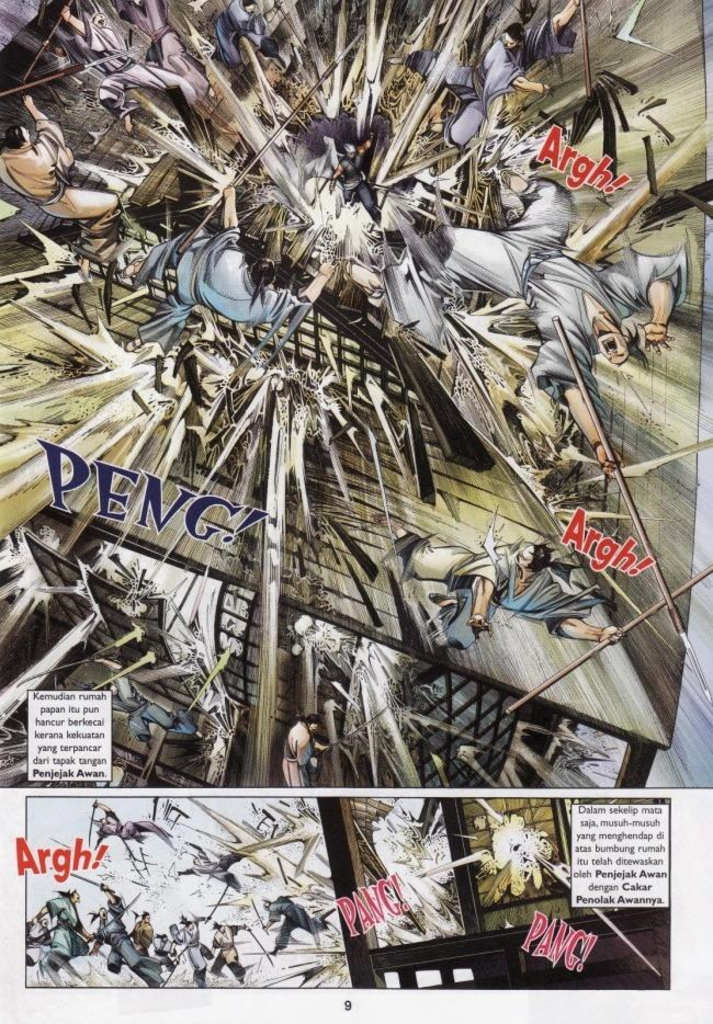 Argh!
PENG!
Argh!
Kemudian rumah
papan itu pun
hancur berkecai
kerana kekuatan
yang terpancar
dari tapak tangan
Penjejak Awan.
Dalam sekelip mata
saja, musuh-musuh
yang menghendap di
atas bumbung rumah
itu telah ditewaskan
oleh Penjejak Awan
dengan Cakar
Penolak Awannya.
Argh!
PANG!
PANG!
9